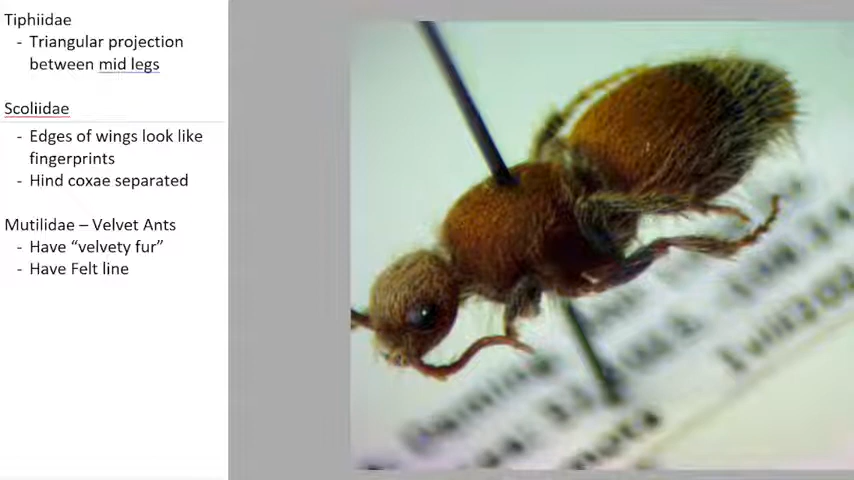 Tiphiidae
- Triangular projection
between mid legs
Scoliidae
- Edges of wings look like
fingerprints
- Hind coxae separated
Mutilidae – Velvet Ants
- Have “velvety fur”
- Have Felt line